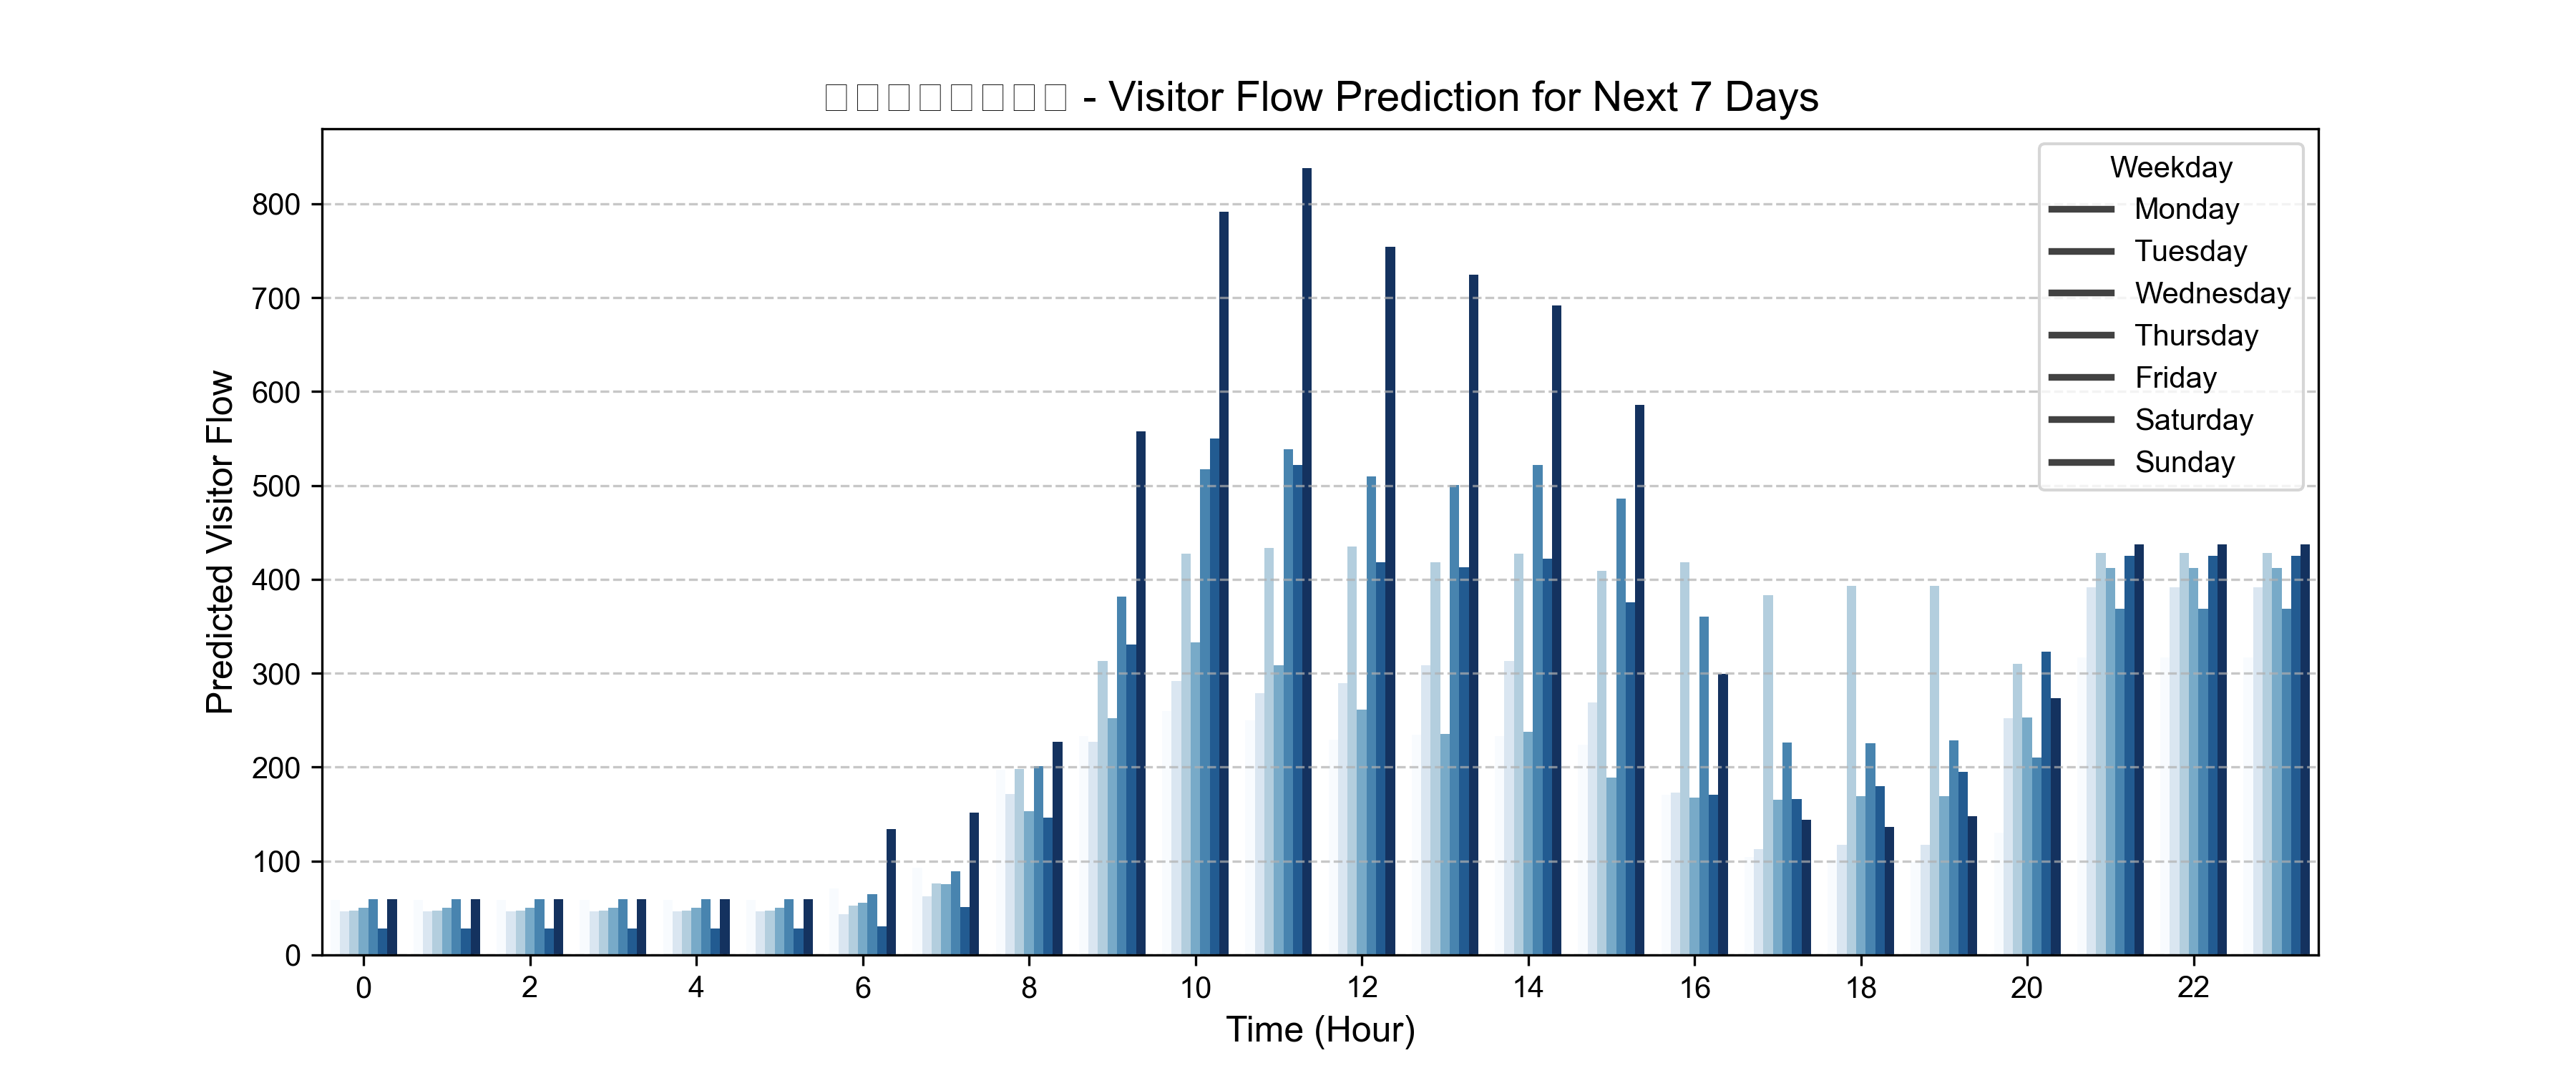 - Visitor Flow Prediction for Next 7 Days
Predicted Visitor Flow
800
700
600
500
400
300
200
100
0
Weekday
Monday
Tuesday
Wednesday
Thursday
Friday
Saturday
Sunday
0 2 4 6 8 10 12 14 16 18 20 22
Time (Hour)